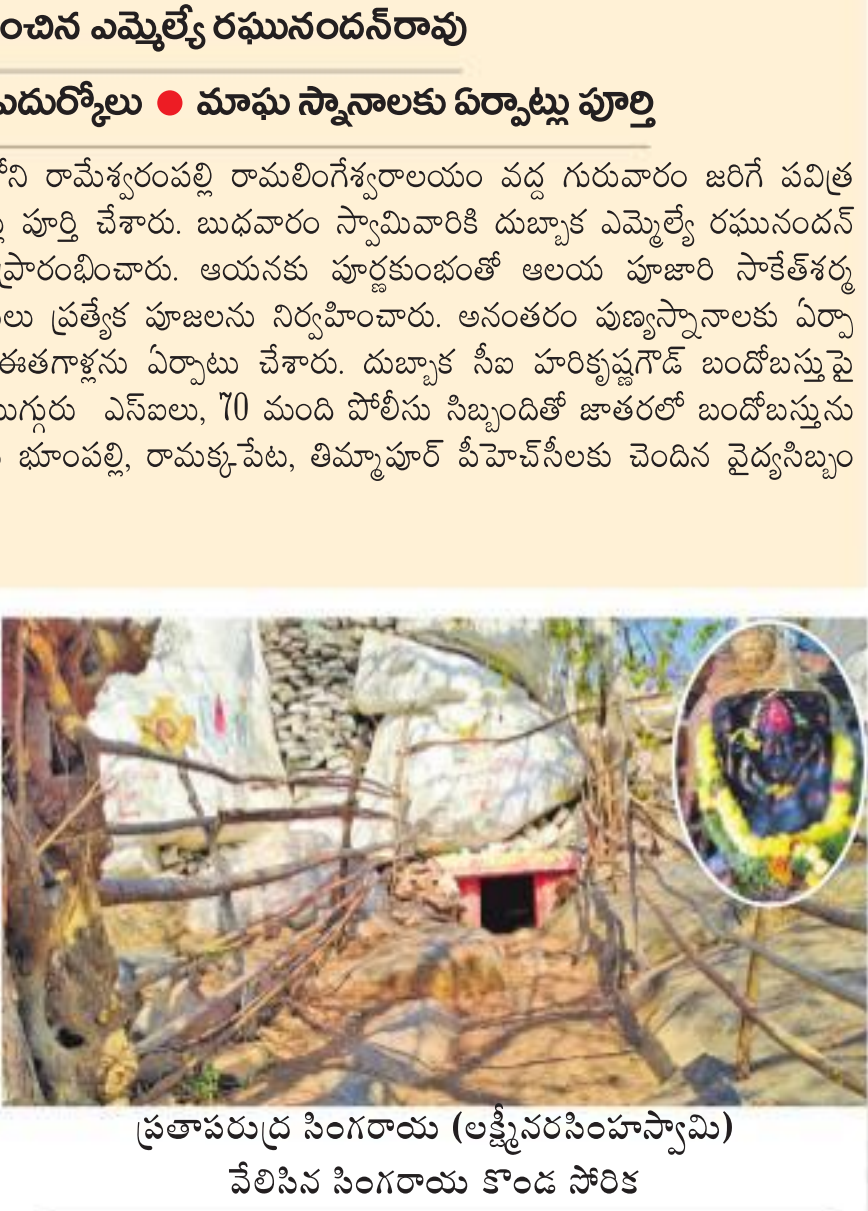 ంచిన ఎమ్మెల్యే రఘునందన్‌రావు
ఎదుర్కోలు ● మాఘ స్నానాలకు ఏర్పాట్లు పూర్తి
రామేశ్వరంపల్లి రామలింగేశ్వరాలయం వద్ద గురువారం జరిగే పవిత్ర
పూర్తి చేశారు. బుధవారం స్వామివారికి దుబ్బాక ఎమ్మెల్యే రఘునందన్
ప్రారంభించారు. ఆయనకు పూర్ణకుంభంతో ఆలయ పూజారి సాకేత్‌శర్మ
లు ప్రత్యేక పూజలను నిర్వహించారు. అనంతరం పుణ్యస్నానాలకు ఏర్పా
ఈతగాళ్లను ఏర్పాటు చేశారు. దుబ్బాక సీఐ హరికృష్ణగౌడ్ బందోబస్తుపై
ముగ్గురు ఎస్ఐలు, 70 మంది పోలీసు సిబ్బందితో జాతరలో బందోబస్తును
భూంపల్లి, రామక్కపేట, తిమ్మాపూర్ పీహెచ్‌సీలకు చెందిన వైద్యసిబ్బం
ప్రతాపరుద్ర సింగరాయ (లక్ష్మీనరసింహస్వామి)
వేలిసిన సింగరాయ కొండ సోరిక